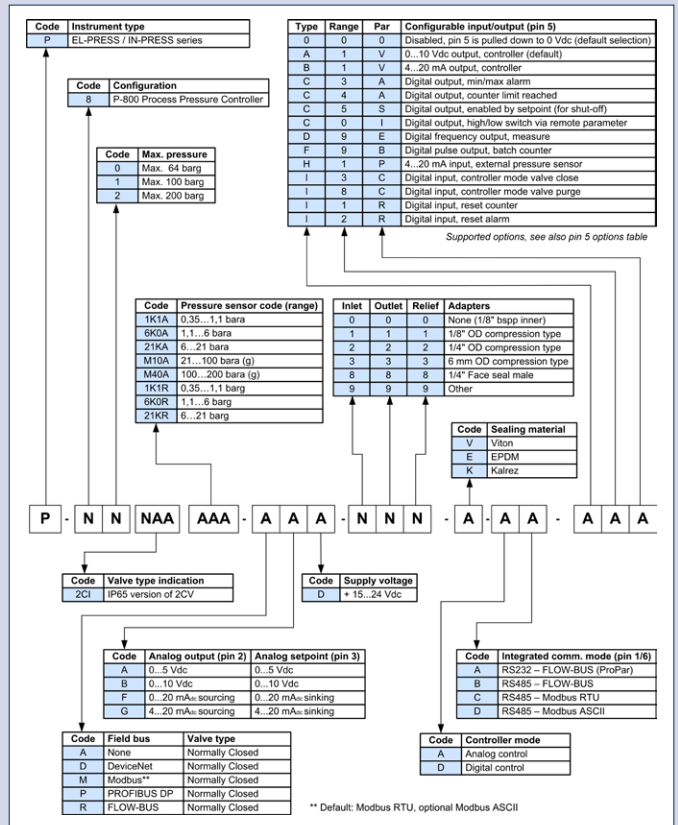 Code Instrument type
P EL-PRESS / IN-PRESS series
Code Configuration
8 P-800 Process Pressure Controller
Code Max. pressure
0 Max. 64 barg
1 Max. 100 barg
2 Max. 200 barg
Type Range Par Configurable input/output (pin 5)
0 0 0 Disabled, pin 5 is pulled down to 0 Vdc (default selection)
A 1 V 0...10 Vdc output, controller (default)
B 1 V 4...20 mA output, controller
C 3 A Digital output, min/max alarm
C 4 A Digital output, counter limit reached
C 5 S Digital output, enabled by setpoint (for shut-off)
C 0 I Digital output, high/low switch via remote parameter
D 9 E Digital frequency output, measure
F 9 B Digital pulse output, batch counter
H 1 P 4...20 mA input, external pressure sensor
I 3 C Digital input, controller mode valve close
I 8 C Digital input, controller mode valve purge
I 1 R Digital input, reset counter
I 2 R Digital input, reset alarm
Supported options, see also pin 5 options table
Code Pressure sensor code (range)
1K1A 0,35...1,1 bara
6K0A 1,1...6 bara
21KA 6...21 bara
M10A 21...100 bara (g)
M40A 100...200 bara (g)
1K1R 0,35...1,1 barg
6K0R 1,1...6 barg
21KR 6...21 barg
Inlet Outlet Relief Adapters
0 0 0 None (1/8" bspp inner)
1 1 1 1/8" OD compression type
2 2 2 1/4" OD compression type
3 3 3 6 mm OD compression type
8 8 8 1/4" Face seal male
9 9 9 Other
Code Sealing material
V Viton
E EPDM
K Kalrez
P - N N NAA AAA - A A A - N N N - A - A A - A A A
Code Valve type indication
2CI IP65 version of 2CV
Code Supply voltage
D + 15...24 Vdc
Code Analog output (pin 2) Analog setpoint (pin 3)
A 0...5 Vdc 0...5 Vdc
B 0...10 Vdc 0...10 Vdc
F 0...20 mAdc sourcing 0...20 mAdc sinking
G 4...20 mAdc sourcing 4...20 mAdc sinking
Code Integrated comm. mode (pin 1/6)
A RS232 – FLOW-BUS (ProPar)
B RS485 – FLOW-BUS
C RS485 – Modbus RTU
D RS485 – Modbus ASCII
Code Field bus Valve type
A None Normally Closed
D DeviceNet Normally Closed
M Modbus** Normally Closed
P PROFIBUS DP Normally Closed
R FLOW-BUS Normally Closed
Code Controller mode
A Analog control
D Digital control
** Default: Modbus RTU, optional Modbus ASCII